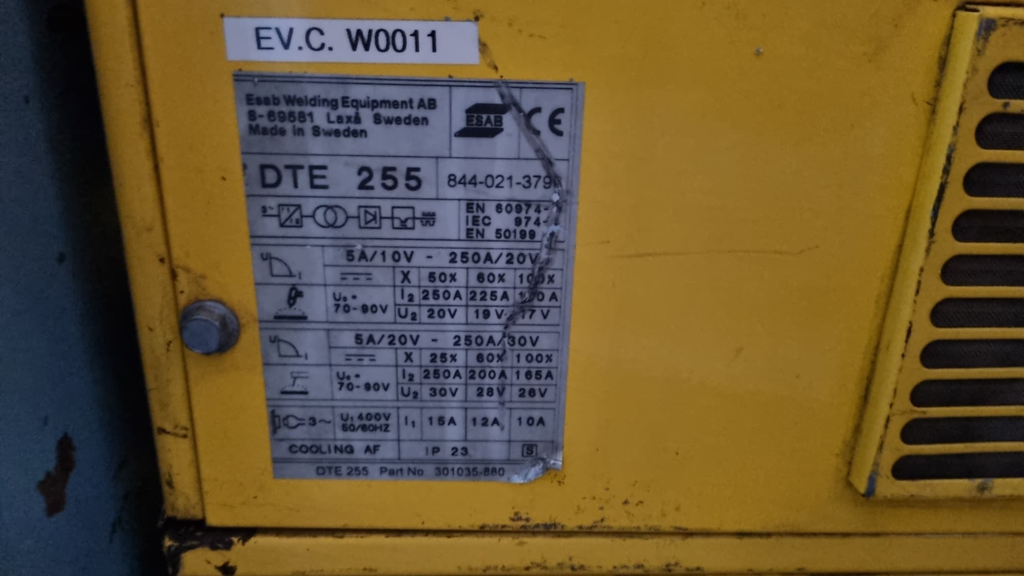 EV.C. W0011
Esab Welding Equipment AB
S-69581 Laxå Sweden
Made in Sweden
ESAB CE
DTE 255 844-021-379
3~
EN 60974-
IEC 974-
EN 50199
5A/10V - 250A/20V
X 50% 60% 100%
U₀= 70-90V
I₂ 250A 225A A
U₂ 20V 19V 17V
5A/20V - 250A/30V
X 25% 60% 100%
U₀= 70-90V
I₂ 250A 200A 165A
U₂ 30V 28V 26V
3~ U₁ 400V 50/60HZ I₁ 15A 12A 10A
COOLING AF IP 23 S
DTE 255 Part No 301035-880